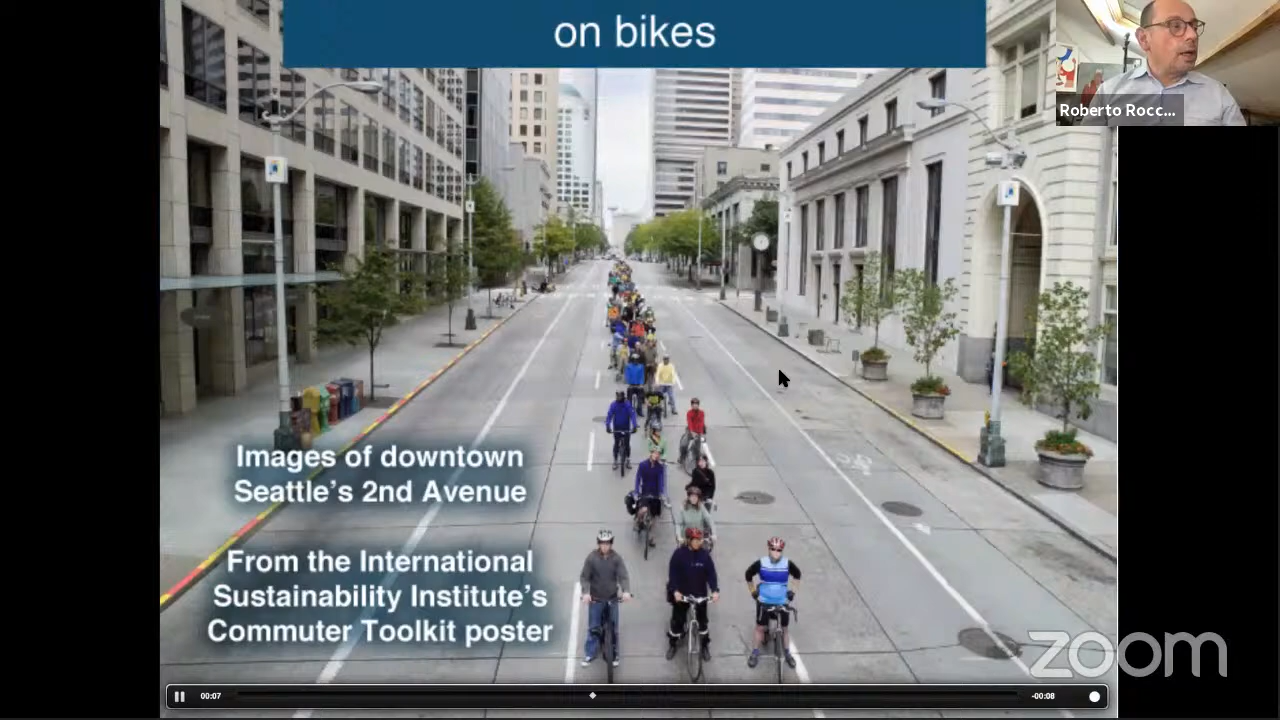 on bikes
Roberto Rocc...
Images of downtown
Seattle's 2nd Avenue
From the International
Sustainability Institute's
Commuter Toolkit poster
zoom
00:07
-00:08